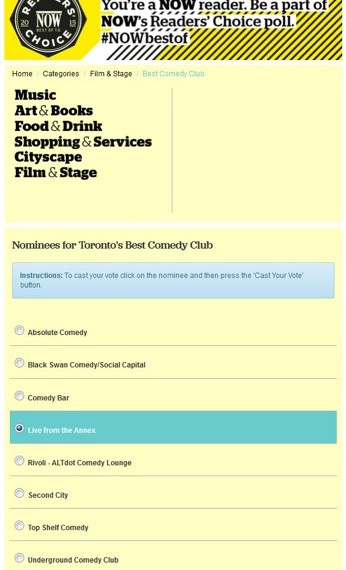 READERS
You're a NOW reader. Be a part of
20 NOW 15
NOW's Readers' Choice poll.
CHOICE
#NOWbestof
Home / Categories / Film & Stage / Best Comedy Club
Music
Art & Books
Food & Drink
Shopping & Services
Cityscape
Film & Stage
Nominees for Toronto's Best Comedy Club
Instructions: To cast your vote click on the nominee and then press the 'Cast Your Vote'
button.
Absolute Comedy
Black Swan Comedy/Social Capital
Comedy Bar
Live from the Annex
Rivoli - ALTdot Comedy Lounge
Second City
Top Shelf Comedy
Underground Comedy Club